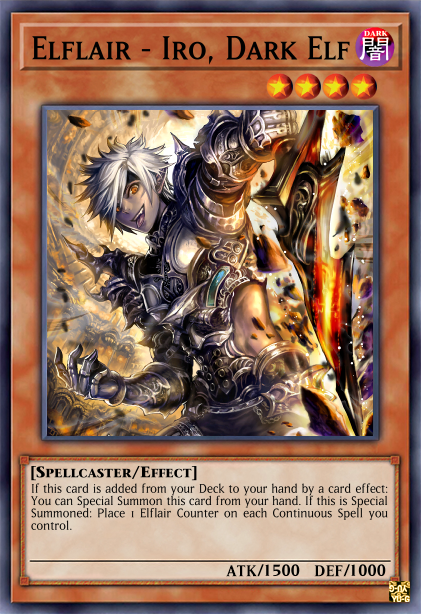 Elflair - Iro, Dark Elf
DARK
闇
[Spellcaster/Effect]
If this card is added from your Deck to your hand by a card effect:
You can Special Summon this card from your hand. If this is Special
Summoned: Place 1 Elflair Counter on each Continuous Spell you
control.
ATK/1500 DEF/1000